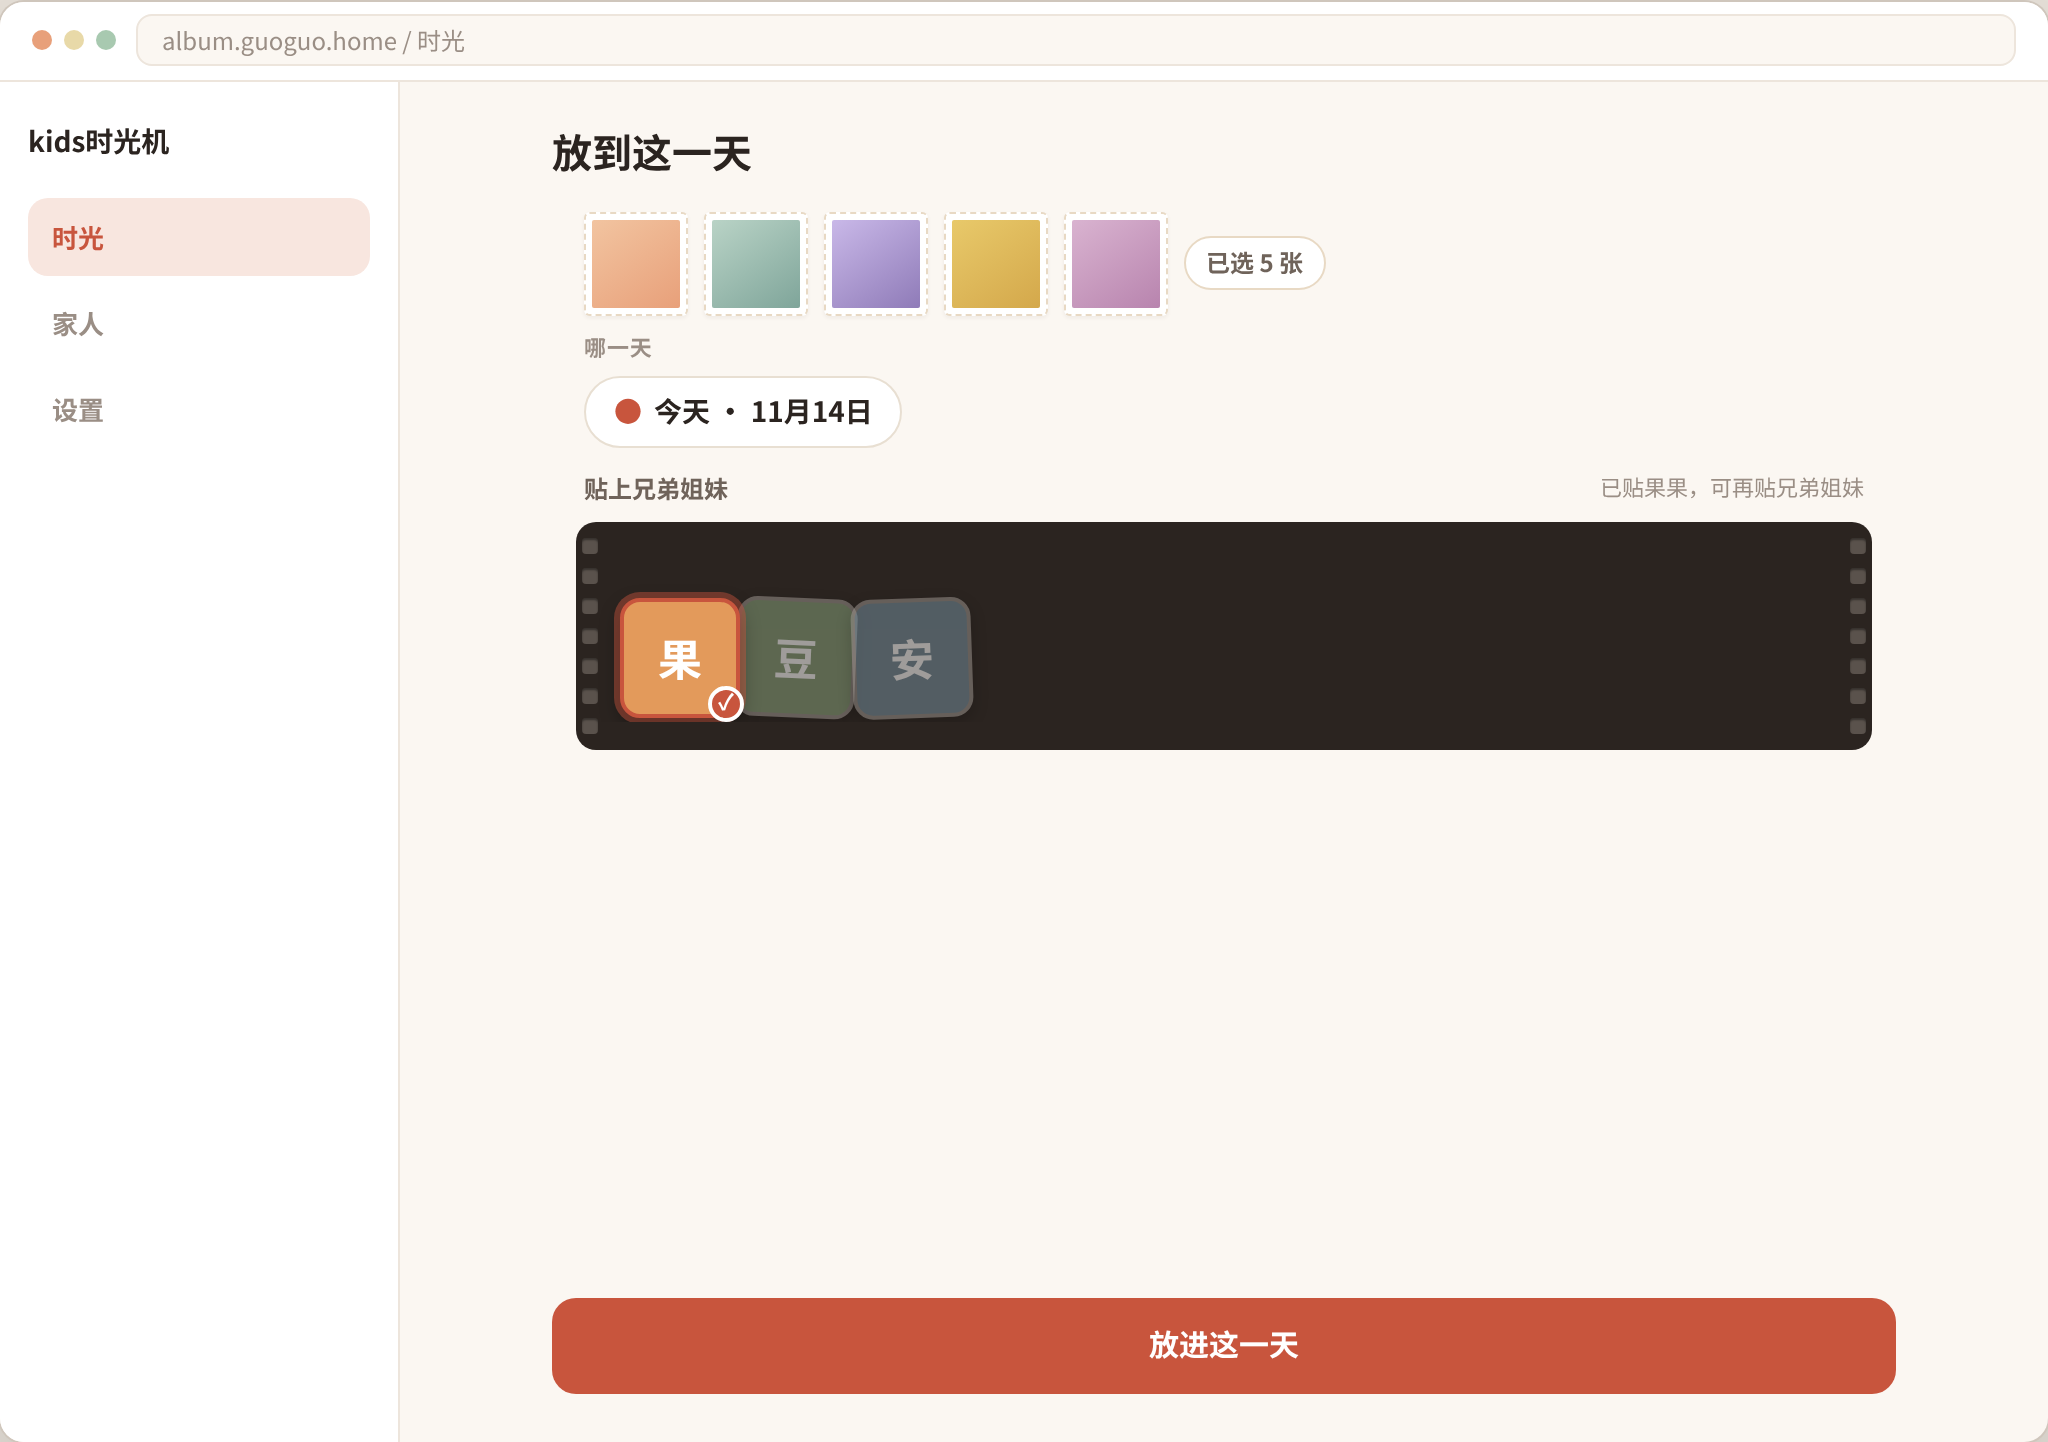 album.guoguo.home / 时光
kids时光机
时光
家人
设置
放到这一天
已选 5 张
哪一天
今天 · 11月14日
贴上兄弟姐妹
已贴果果，可再贴兄弟姐妹
果
豆
安
放进这一天